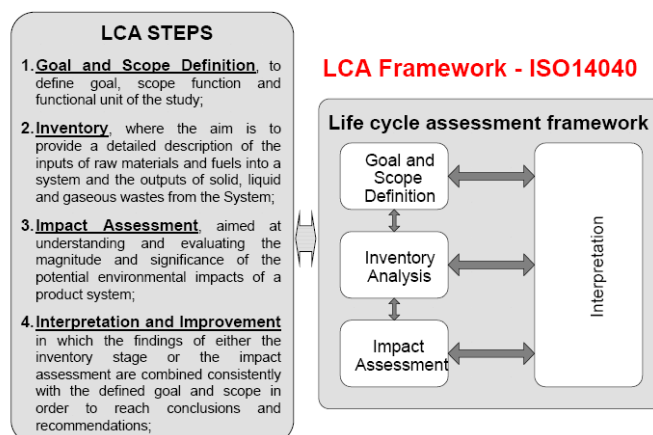 LCA STEPS
1. Goal and Scope Definition, to
define goal, scope function and
functional unit of the study;
2. Inventory, where the aim is to
provide a detailed description of the
inputs of raw materials and fuels into a
system and the outputs of solid, liquid
and gaseous wastes from the System;
3. Impact Assessment, aimed at
understanding and evaluating the
magnitude and significance of the
potential environmental impacts of a
product system;
4. Interpretation and Improvement
in which the findings of either the
inventory stage or the impact
assessment are combined consistently
with the defined goal and scope in
order to reach conclusions and
recommendations;
LCA Framework - ISO14040
Life cycle assessment framework
Goal and
Scope
Definition
Inventory
Analysis
Impact
Assessment
Interpretation